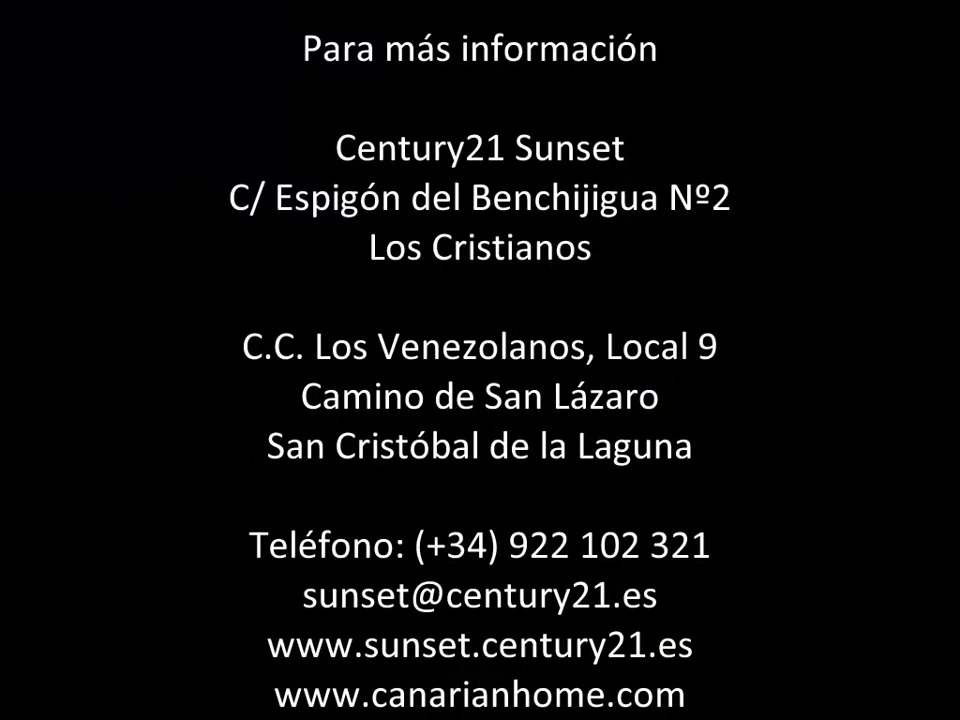 Para más información
Century21 Sunset
C/ Espigón del Benchijigua Nº2
Los Cristianos
C.C. Los Venezolanos, Local 9
Camino de San Lázaro
San Cristóbal de la Laguna
Teléfono: (+34) 922 102 321
sunset@century21.es
www.sunset.century21.es
www.canarianhome.com